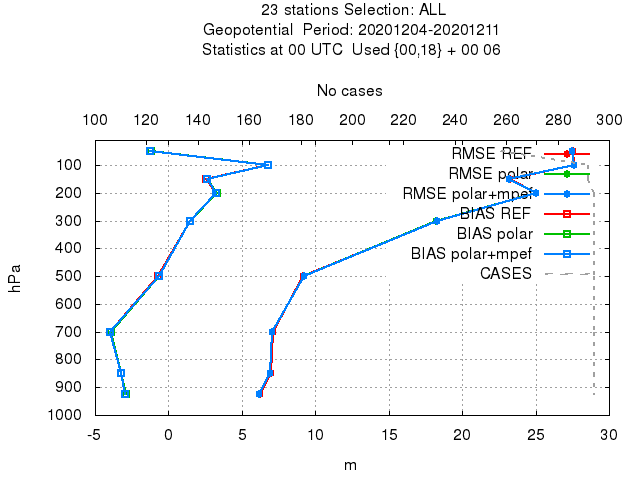 23 stations Selection: ALL
Geopotential  Period: 20201204-20201211
Statistics at 00 UTC  Used {00,18} + 00 06
No cases
100 120 140 160 180 200 220 240 260 280 300
100
200
300
400
500
600
700
800
900
1000
hPa
RMSE REF
RMSE polar
RMSE polar+mpef
BIAS REF
BIAS polar
BIAS polar+mpef
CASES
-5 0 5 10 15 20 25 30
m